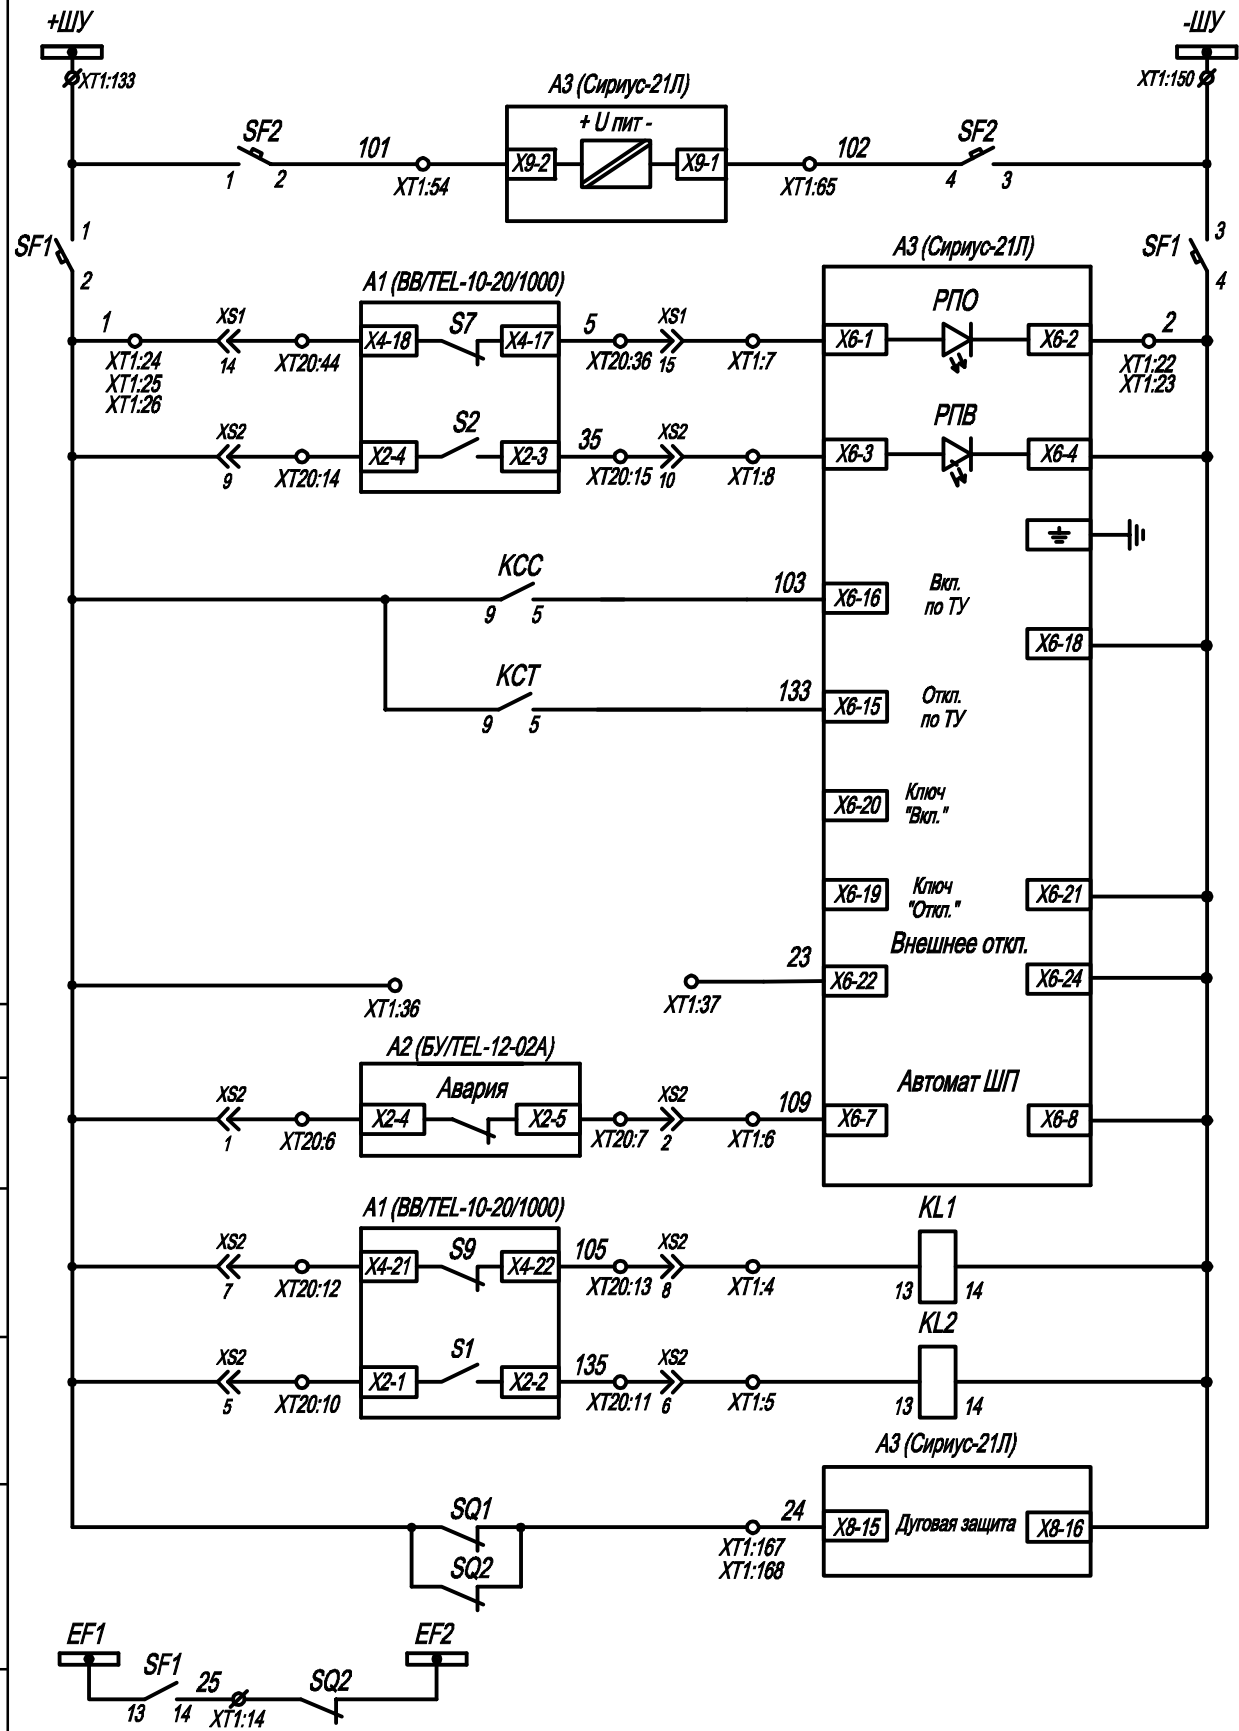 +ШУ
-ШУ
XT1:133
XT1:150
А3 (Сириус-21Л)
+ U пит -
SF2
101
X9-2
X9-1
102
SF2
1
2
XT1:54
XT1:65
4
3
SF1
1
2
А3 (Сириус-21Л)
SF1
3
4
А1 (BB/TEL-10-20/1000)
1
XS1
X4-18
S7
X4-17
5
XS1
X6-1
РПО
X6-2
2
XT1:24
XT1:25
XT1:26
14
XT20:44
XT20:36
15
XT1:7
XT1:22
XT1:23
XS2
X2-4
S2
X2-3
35
XS2
X6-3
РПВ
X6-4
9
XT20:14
XT20:15
10
XT1:8
КСС
103
X6-16
Вкл.
по ТУ
9
5
X6-18
КСТ
133
X6-15
Откл.
по ТУ
9
5
X6-20
Ключ
"Вкл."
X6-19
Ключ
"Откл."
X6-21
Внешнее откл.
23
X6-22
X6-24
XT1:36
XT1:37
А2 (БУ/TEL-12-02А)
Авария
Автомат ШП
XS2
X2-4
X2-5
XS2
109
X6-7
X6-8
1
XT20:6
XT20:7
2
XT1:6
А1 (BB/TEL-10-20/1000)
KL1
XS2
X4-21
S9
X4-22
105
XS2
7
XT20:12
XT20:13
8
XT1:4
13
14
KL2
XS2
X2-1
S1
X2-2
135
XS2
5
XT20:10
XT20:11
6
XT1:5
13
14
А3 (Сириус-21Л)
SQ1
24
X8-15
Дуговая защита
X8-16
SQ2
XT1:167
XT1:168
EF1
EF2
SF1
25
SQ2
13
14
XT1:14